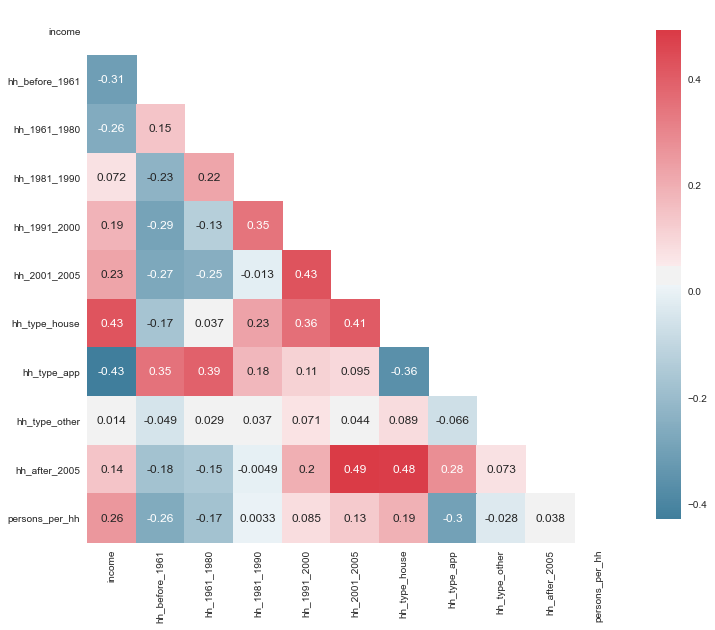 income
hh_before_1961 -0.31
hh_1961_1980 -0.26 0.15
hh_1981_1990 0.072 -0.23 0.22
hh_1991_2000 0.19 -0.29 -0.13 0.35
hh_2001_2005 0.23 -0.27 -0.25 -0.013 0.43
hh_type_house 0.43 -0.17 0.037 0.23 0.36 0.41
hh_type_app -0.43 0.35 0.39 0.18 0.11 0.095 -0.36
hh_type_other 0.014 -0.049 0.029 0.037 0.071 0.044 0.089 -0.066
hh_after_2005 0.14 -0.18 -0.15 -0.0049 0.2 0.49 0.48 0.28 0.073
persons_per_hh 0.26 -0.26 -0.17 0.0033 0.085 0.13 0.19 -0.3 -0.028 0.038
income hh_before_1961 hh_1961_1980 hh_1981_1990 hh_1991_2000 hh_2001_2005 hh_type_house hh_type_app hh_type_other hh_after_2005 persons_per_hh
0.4
0.2
0.0
−0.2
−0.4